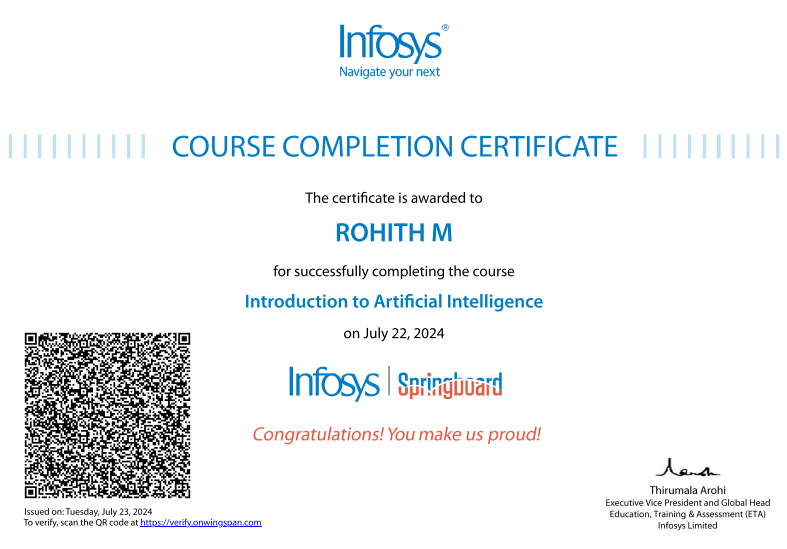 Infosys®
Navigate your next
COURSE COMPLETION CERTIFICATE
The certificate is awarded to
ROHITH M
for successfully completing the course
Introduction to Artificial Intelligence
on July 22, 2024
Infosys | Springboard
Congratulations! You make us proud!
Issued on: Tuesday, July 23, 2024
To verify, scan the QR code at https://verify.onwingspan.com
Thirumala Arohi
Executive Vice President and Global Head
Education, Training & Assessment (ETA)
Infosys Limited